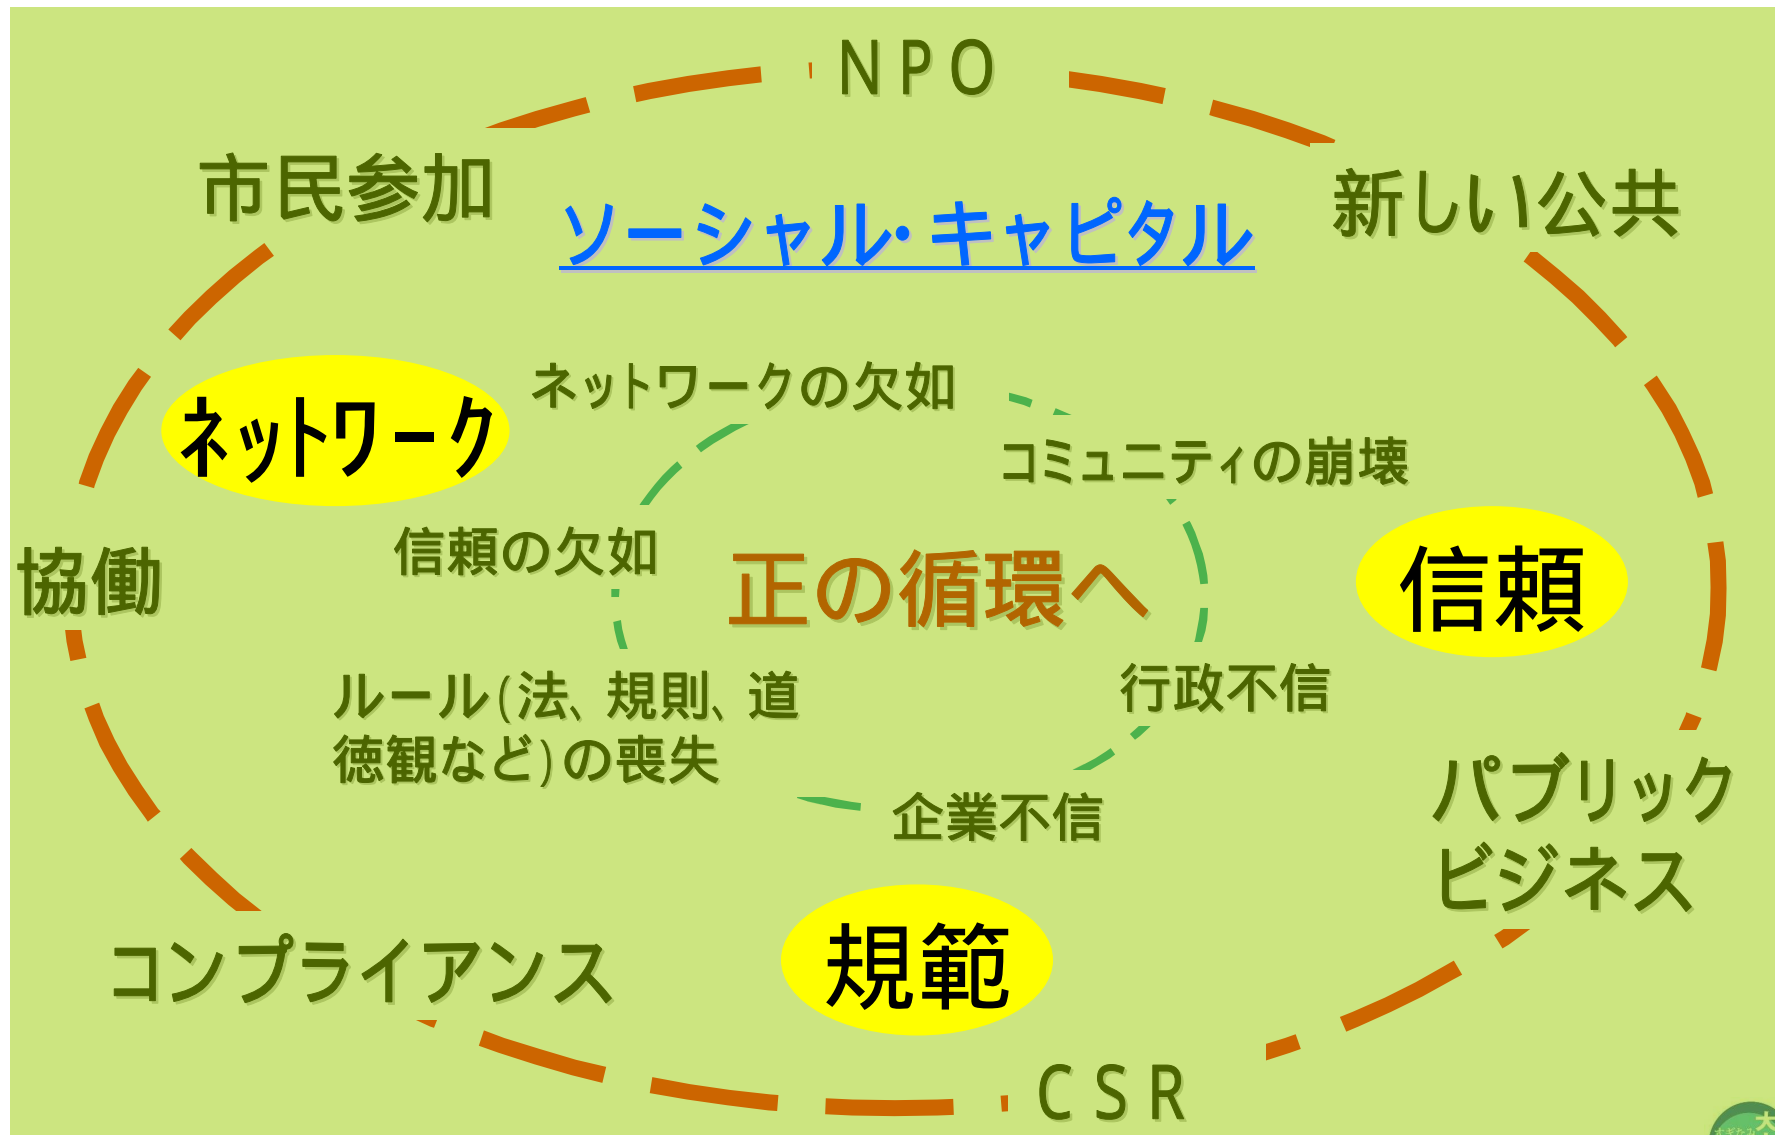 ＮＰＯ
市民参加
新しい公共
ソーシャル・キャピタル
ネットワーク
ネットワークの欠如
コミュニティの崩壊
協働
信頼の欠如
正の循環へ
信頼
ルール(法、規則、道
徳観など)の喪失
行政不信
企業不信
パブリック
ビジネス
コンプライアンス
規範
ＣＳＲ